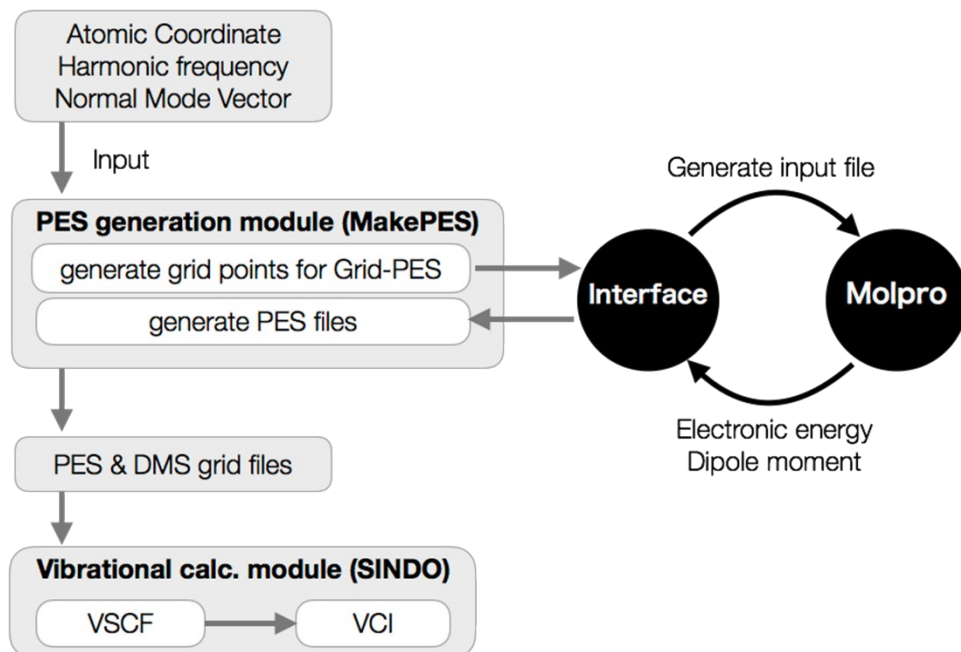 Atomic Coordinate
Harmonic frequency
Normal Mode Vector
Input
PES generation module (MakePES)
generate grid points for Grid-PES
generate PES files
Generate input file
Interface
Molpro
Electronic energy
Dipole moment
PES & DMS grid files
Vibrational calc. module (SINDO)
VSCF
VCI